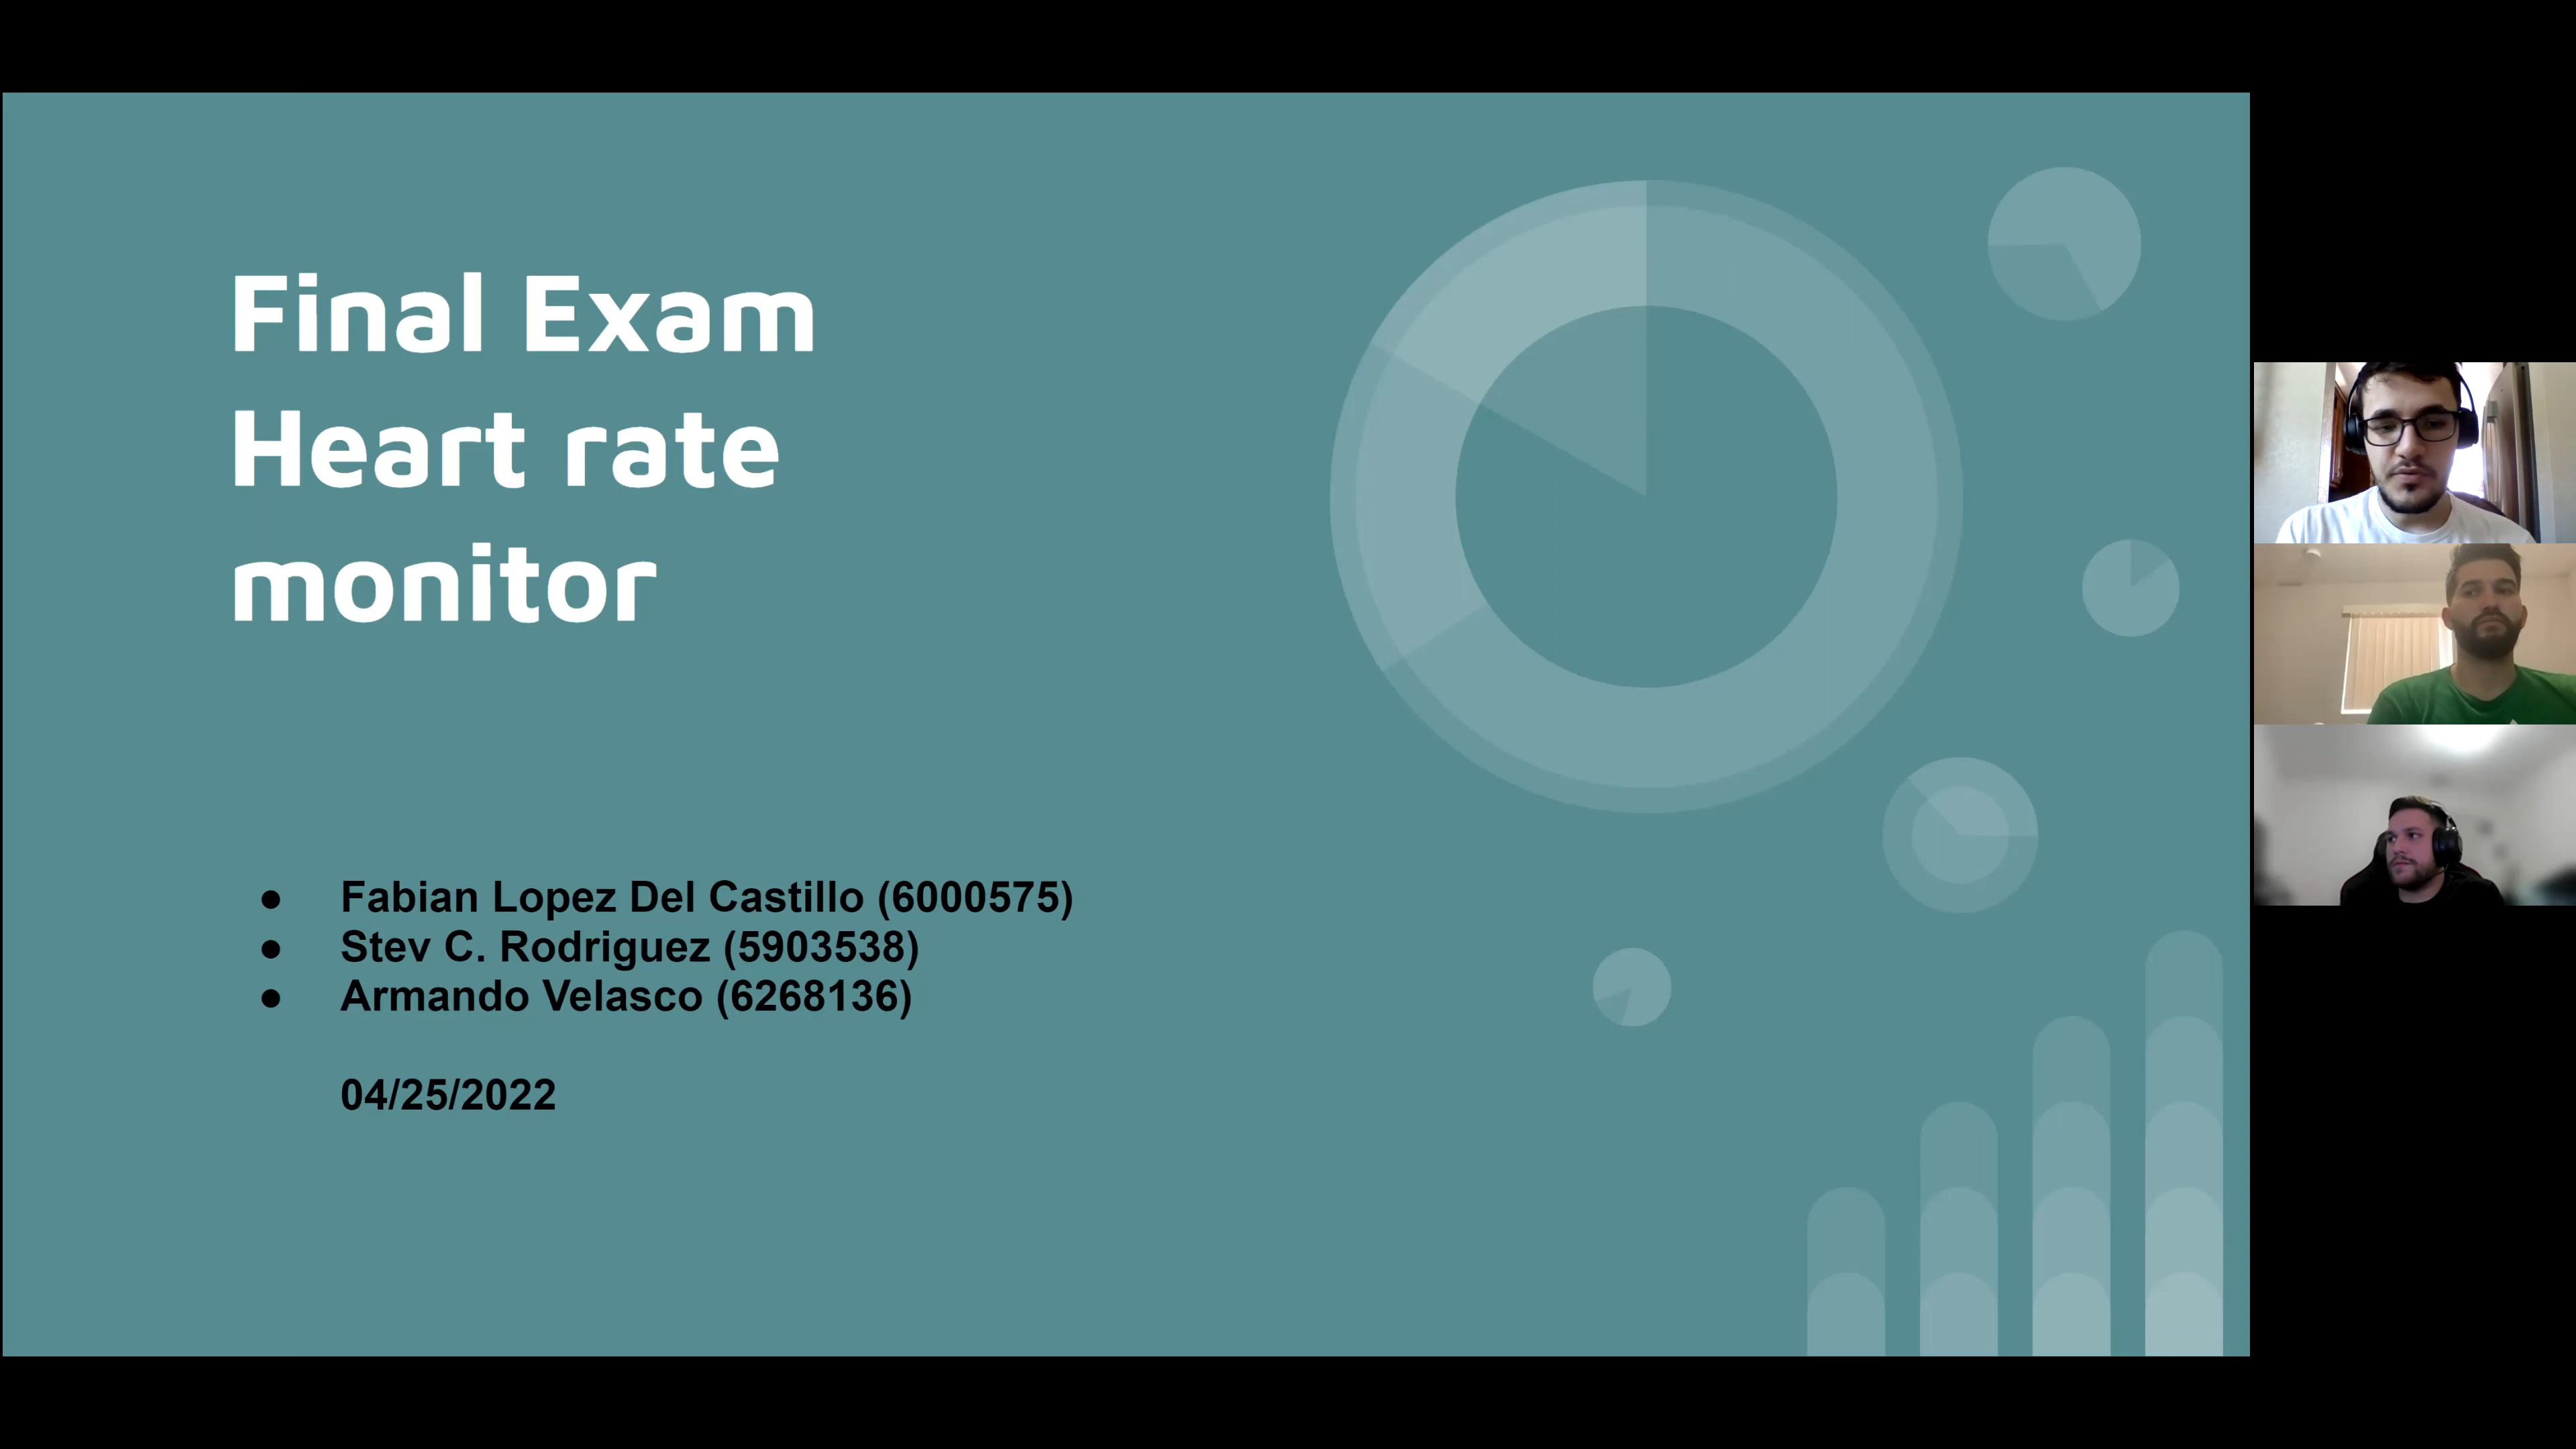 Final Exam
Heart rate
monitor
● Fabian Lopez Del Castillo (6000575)
● Stev C. Rodriguez (5903538)
● Armando Velasco (6268136)
04/25/2022